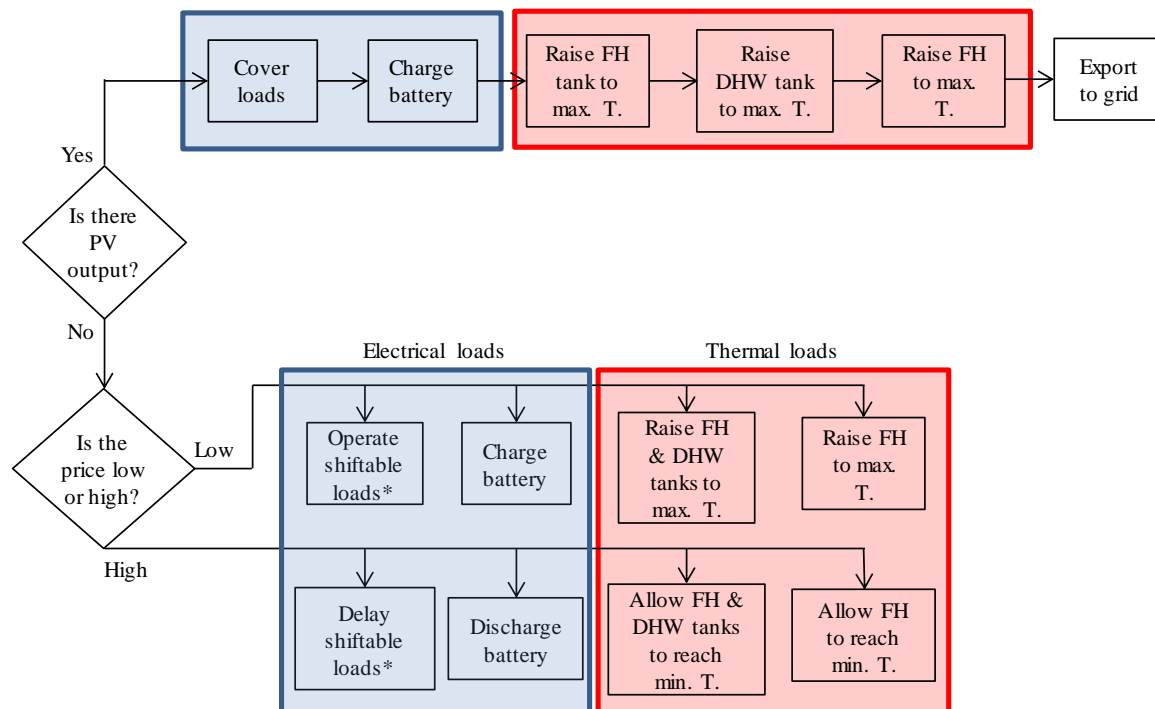 Cover
loads
Charge
battery
Raise FH
tank to
max. T.
Raise
DHW tank
to max. T.
Raise FH
to max.
T.
Export
to grid
Yes
Is there
PV
output?
No
Electrical loads
Thermal loads
Is the
price low
or high?
Low
Operate
shiftable
loads*
Charge
battery
Raise FH
& DHW
tanks to
max. T.
Raise FH
to max.
T.
High
Delay
shiftable
loads*
Discharge
battery
Allow FH &
DHW tanks
to reach
min. T.
Allow FH
to reach
min. T.